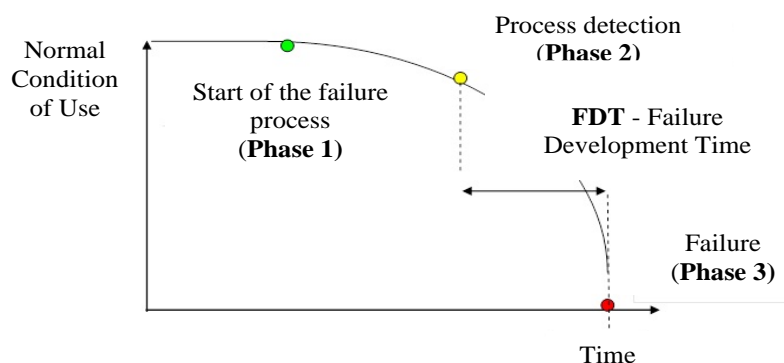 Normal
Condition
of Use
Process detection
(Phase 2)
Start of the failure
process
(Phase 1)
FDT - Failure
Development Time
Failure
(Phase 3)
Time